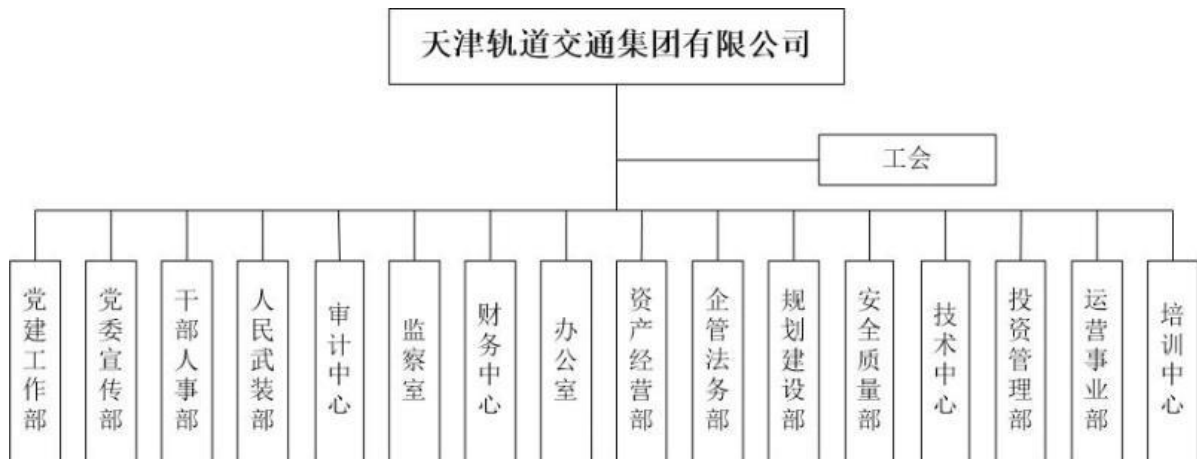 天津轨道交通集团有限公司
工会
党建工作部
党委宣传部
干部人事部
人民武装部
审计中心
监察室
财务中心
办公室
资产经营部
企管法务部
规划建设部
安全质量部
技术中心
投资管理部
运营事业部
培训中心